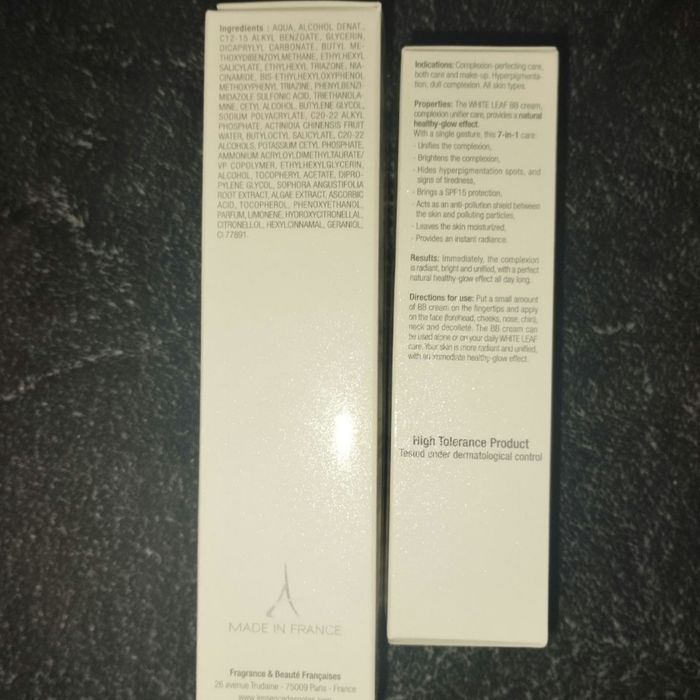 Ingredients : AQUA, ALCOHOL DENAT.,
C12-15 ALKYL BENZOATE, GLYCERIN,
DICAPRYLYL CARBONATE, BUTYL ME-
THOXYDIBENZOYLMETHANE, ETHYLHEXYL
SALICYLATE, ETHYLHEXYL TRIAZONE, NIA-
CINAMIDE, BIS-ETHYLHEXYLOXYPHENOL
METHOXYPHENYL TRIAZINE, PHENYLBENZI-
MIDAZOLE SULFONIC ACID, TRIETHANOLA-
MINE, CETYL ALCOHOL, BUTYLENE GLYCOL,
SODIUM POLYACRYLATE, C20-22 ALKYL
PHOSPHATE, ACTINIDIA CHINENSIS FRUIT
WATER, BUTYLOCTYL SALICYLATE, C20-22
ALCOHOLS, POTASSIUM CETYL PHOSPHATE,
AMMONIUM ACRYLOYLDIMETHYLTAURATE/
VP COPOLYMER, ETHYLHEXYLGLYCERIN,
ALCOHOL, TOCOPHERYL ACETATE, DIPRO-
PYLENE GLYCOL, SOPHORA ANGUSTIFOLIA
ROOT EXTRACT, ALGAE EXTRACT, ASCORBIC
ACID, TOCOPHEROL, PHENOXYETHANOL,
PARFUM, LIMONENE, HYDROXYCITRONELLAL,
CITRONELLOL, HEXYLCINNAMAL, GERANIOL,
CI 77891.
MADE IN FRANCE
Fragrance & Beauté Françaises
26 avenue Trudaine - 75009 Paris - France
Indications: Complexion-perfecting care,
both care and make-up. Hyperpigmenta-
tion, dull complexion. All skin types.
Properties: The WHITE LEAF BB cream,
complexion unifier care, provides a natural
healthy-glow effect.
With a single gesture, this 7-in-1 care:
- Unifies the complexion,
- Brightens the complexion,
- Hides hyperpigmentation spots, and
signs of tiredness,
- Brings a SPF15 protection,
- Acts as an anti-pollution shield between
the skin and polluting particles,
- Leaves the skin moisturized,
- Provides an instant radiance.
Results: Immediately, the complexion
is radiant, bright and unified, with a perfect
natural healthy-glow effect all day long.
Directions for use: Put a small amount
of BB cream on the fingertips and apply
on the face (forehead, cheeks, nose, chin),
neck and décolleté. The BB cream can
be used alone or on your daily WHITE LEAF
care. Your skin is more radiant and unified,
with an immediate healthy-glow effect.
High Tolerance Product
Tested under dermatological control